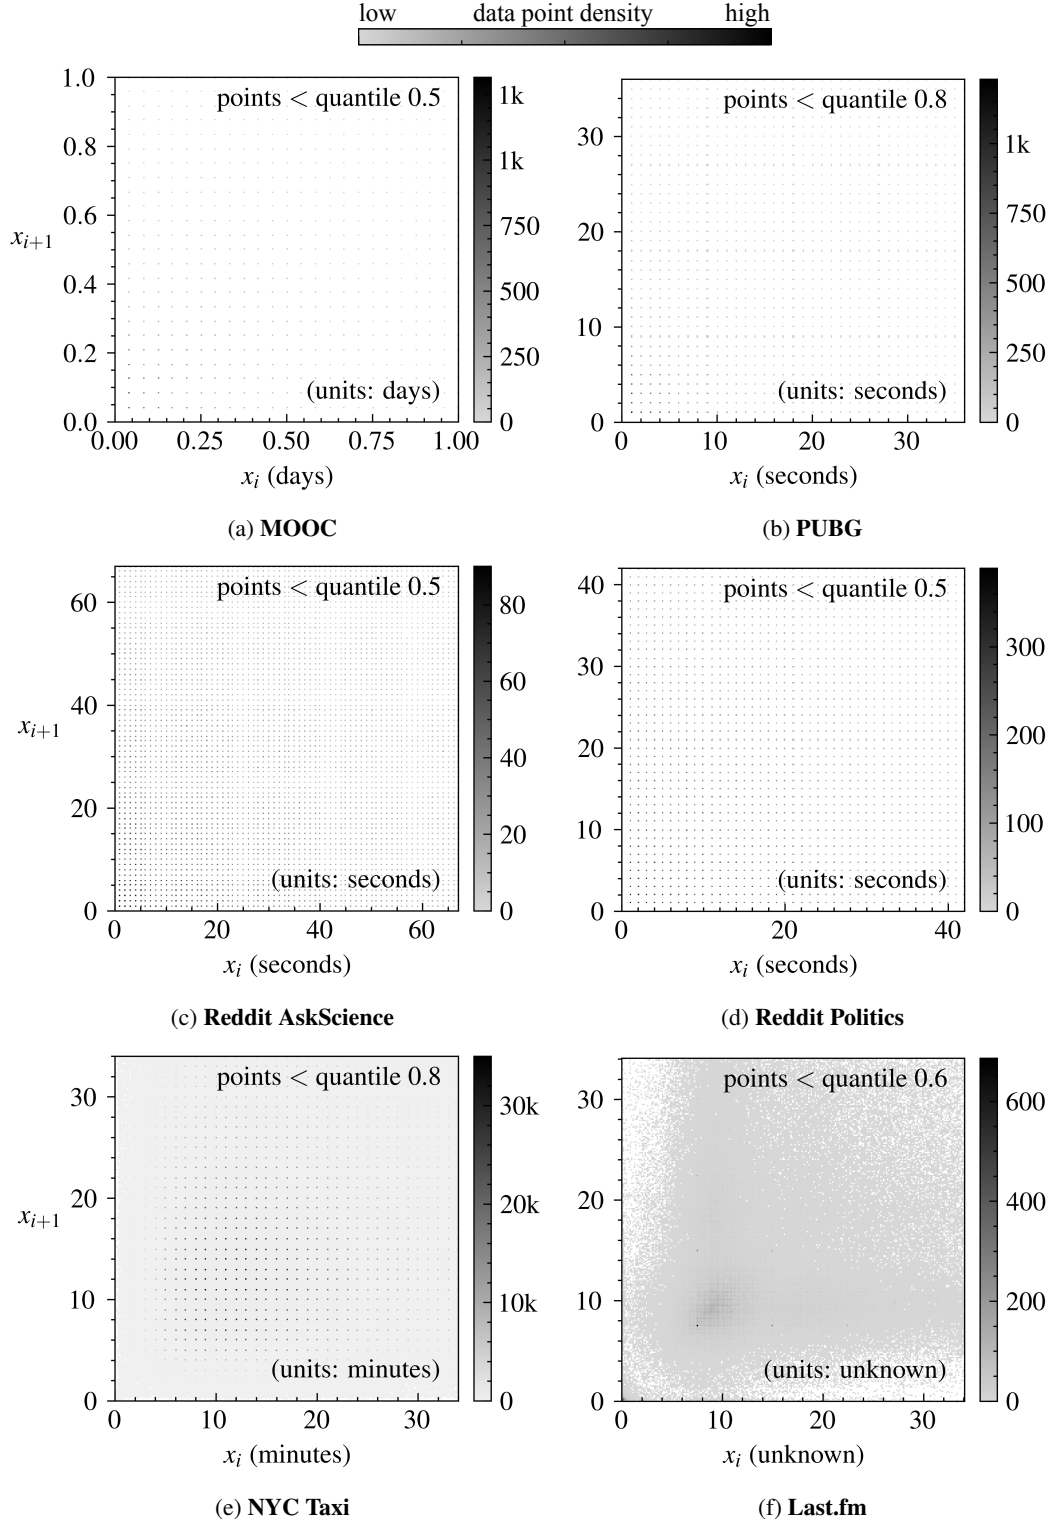 low data point density high
points < quantile 0.5
1.0
0.8
0.6
0.4
0.2
0.0
x_{i+1}
(units: days)
0.00 0.25 0.50 0.75 1.00
x_i (days)
1k
1k
750
500
250
0
(a) MOOC
points < quantile 0.8
30
20
10
0
(units: seconds)
0 10 20 30
x_i (seconds)
1k
750
500
250
0
(b) PUBG
points < quantile 0.5
60
40
20
0
x_{i+1}
(units: seconds)
0 20 40 60
x_i (seconds)
80
60
40
20
0
(c) Reddit AskScience
points < quantile 0.5
40
30
20
10
0
(units: seconds)
0 20 40
x_i (seconds)
300
200
100
0
(d) Reddit Politics
points < quantile 0.8
30
20
10
0
x_{i+1}
(units: minutes)
0 10 20 30
x_i (minutes)
30k
20k
10k
0
(e) NYC Taxi
points < quantile 0.6
30
20
10
0
(units: unknown)
0 10 20 30
x_i (unknown)
600
400
200
0
(f) Last.fm